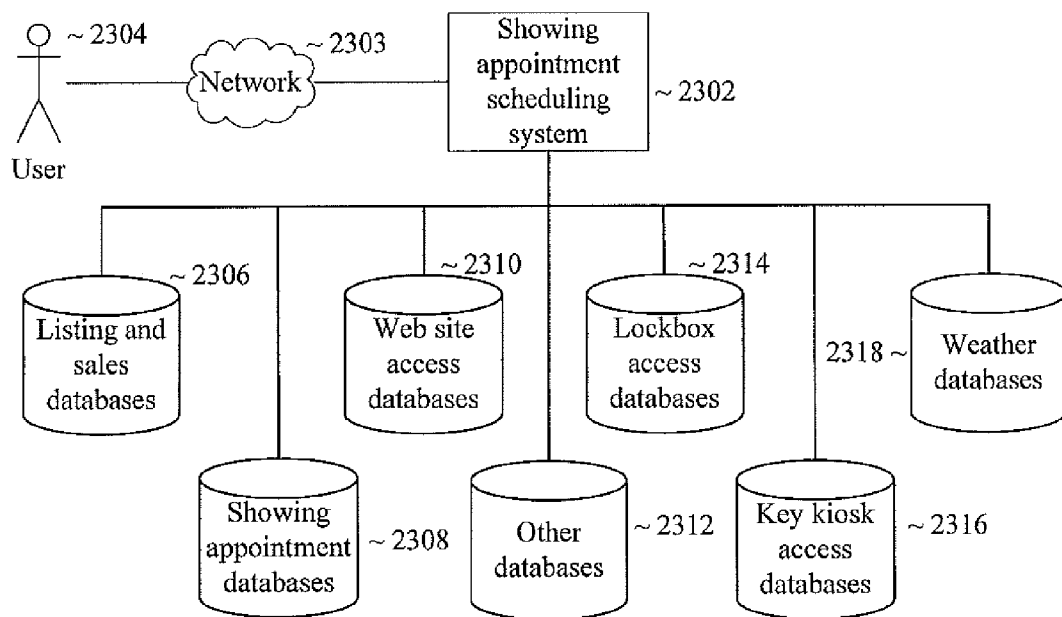 ~ 2304
User
Network
~ 2303
Showing
appointment
scheduling
system
~ 2302
Listing and
sales
databases
~ 2306
Web site
access
databases
~ 2310
Lockbox
access
databases
~ 2314
Weather
databases
2318 ~
Showing
appointment
databases
~ 2308
Other
databases
~ 2312
Key kiosk
access
databases
~ 2316